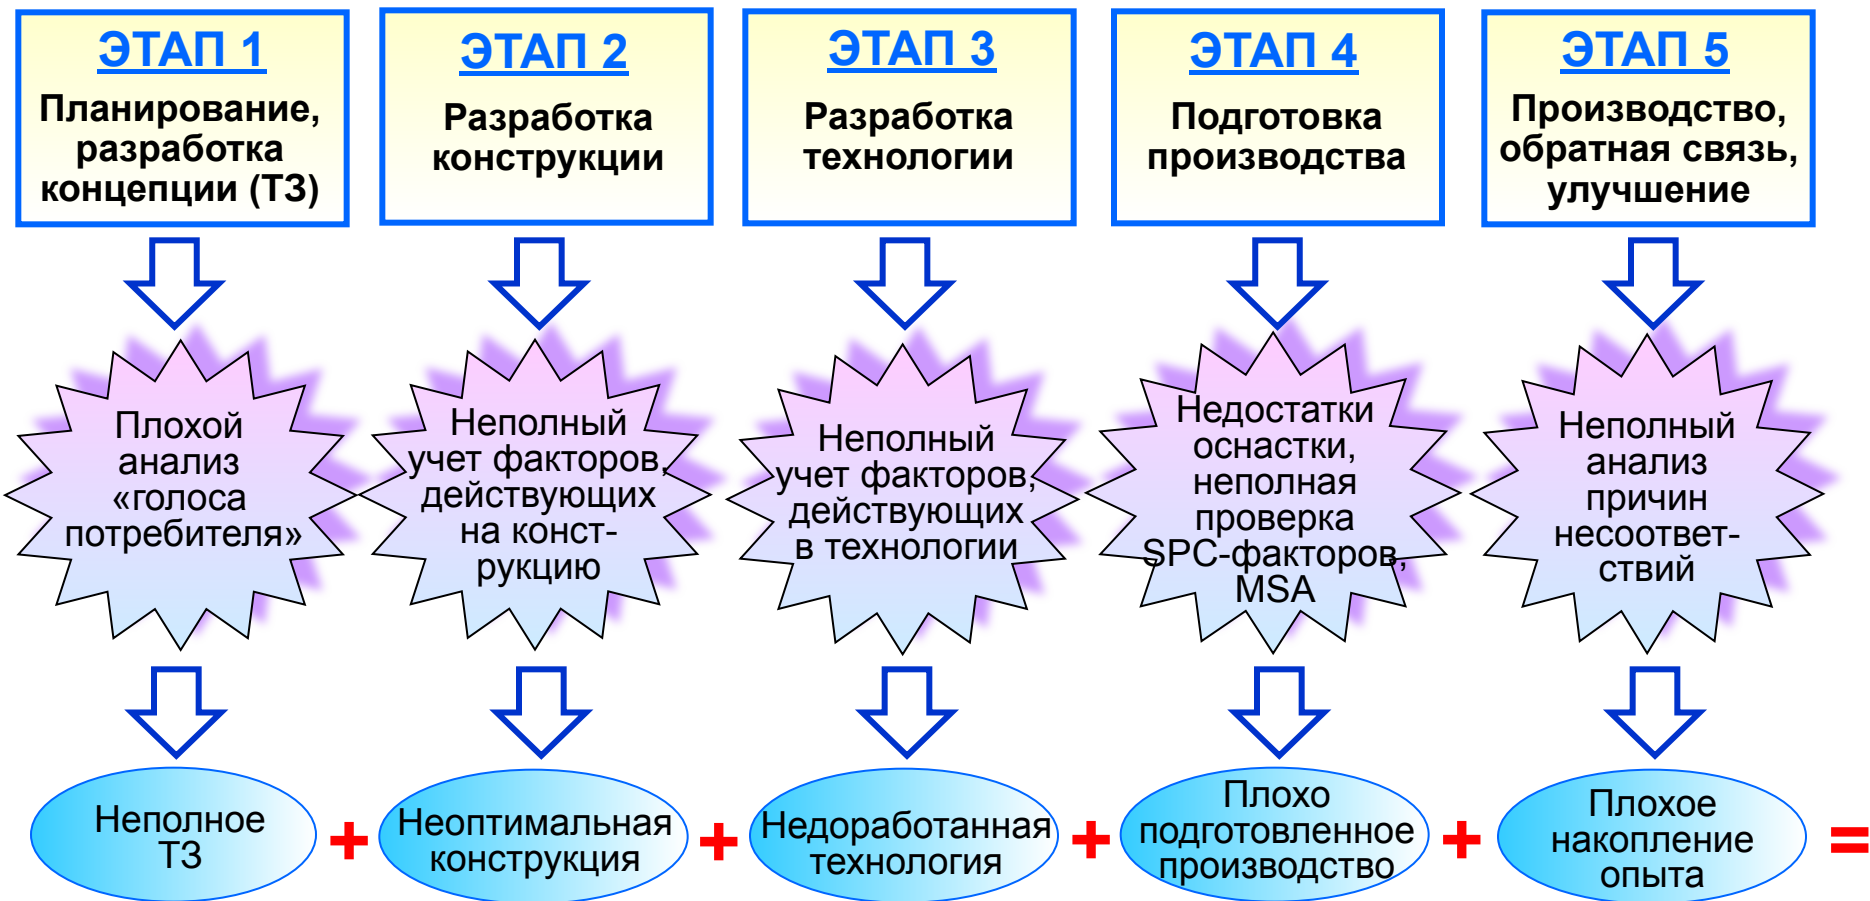 ЭТАП 1
Планирование,
разработка
концепции (ТЗ)
ЭТАП 2
Разработка
конструкции
ЭТАП 3
Разработка
технологии
ЭТАП 4
Подготовка
производства
ЭТАП 5
Производство,
обратная связь,
улучшение
Плохой
анализ
«голоса
потребителя»
Неполный
учет факторов,
действующих
на конст-
рукцию
Неполный
учет факторов,
действующих
в технологии
Недостатки
оснастки,
неполная
проверка
SPC-факторов,
MSA
Неполный
анализ
причин
несоответ-
ствий
Неполное
ТЗ
+
Неоптимальная
конструкция
+
Недоработанная
технология
+
Плохо
подготовленное
производство
+
Плохое
накопление
опыта
=